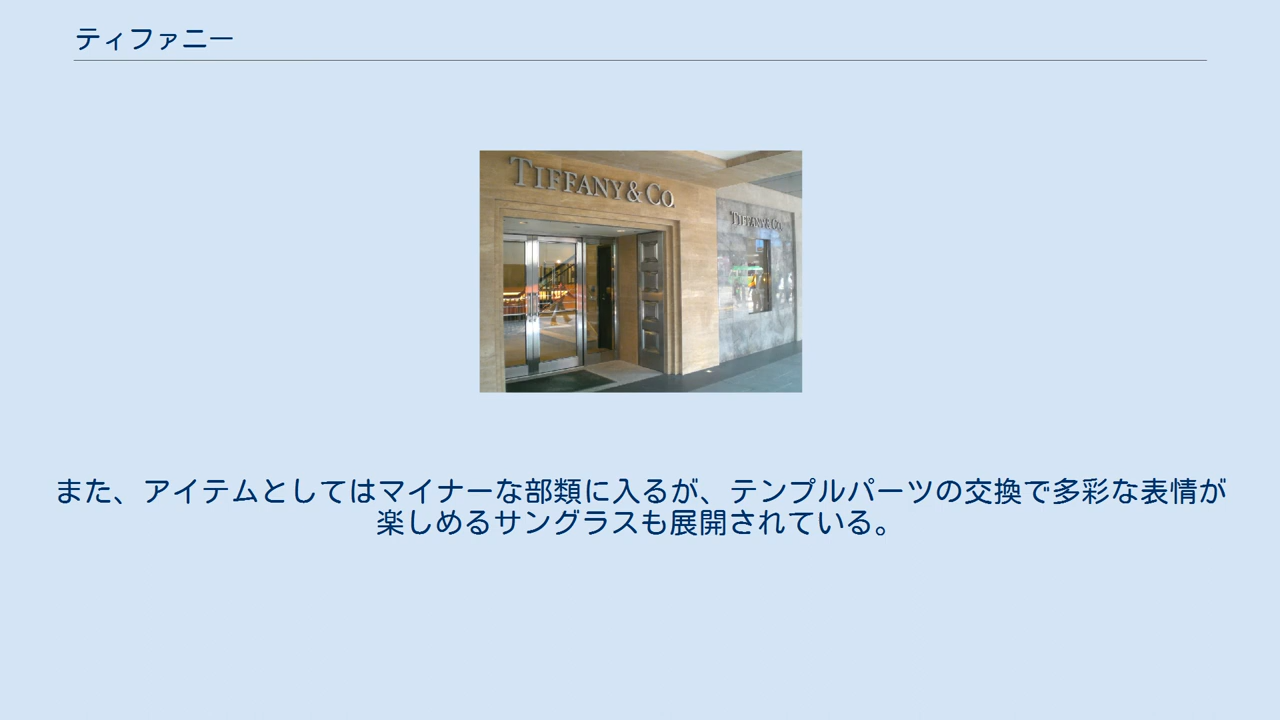 ティファニー
TIFFANY & CO.
TIFFANY & CO.
また、アイテムとしてはマイナーな部類に入るが、テンプルパーツの交換で多彩な表情が
楽しめるサングラスも展開されている。